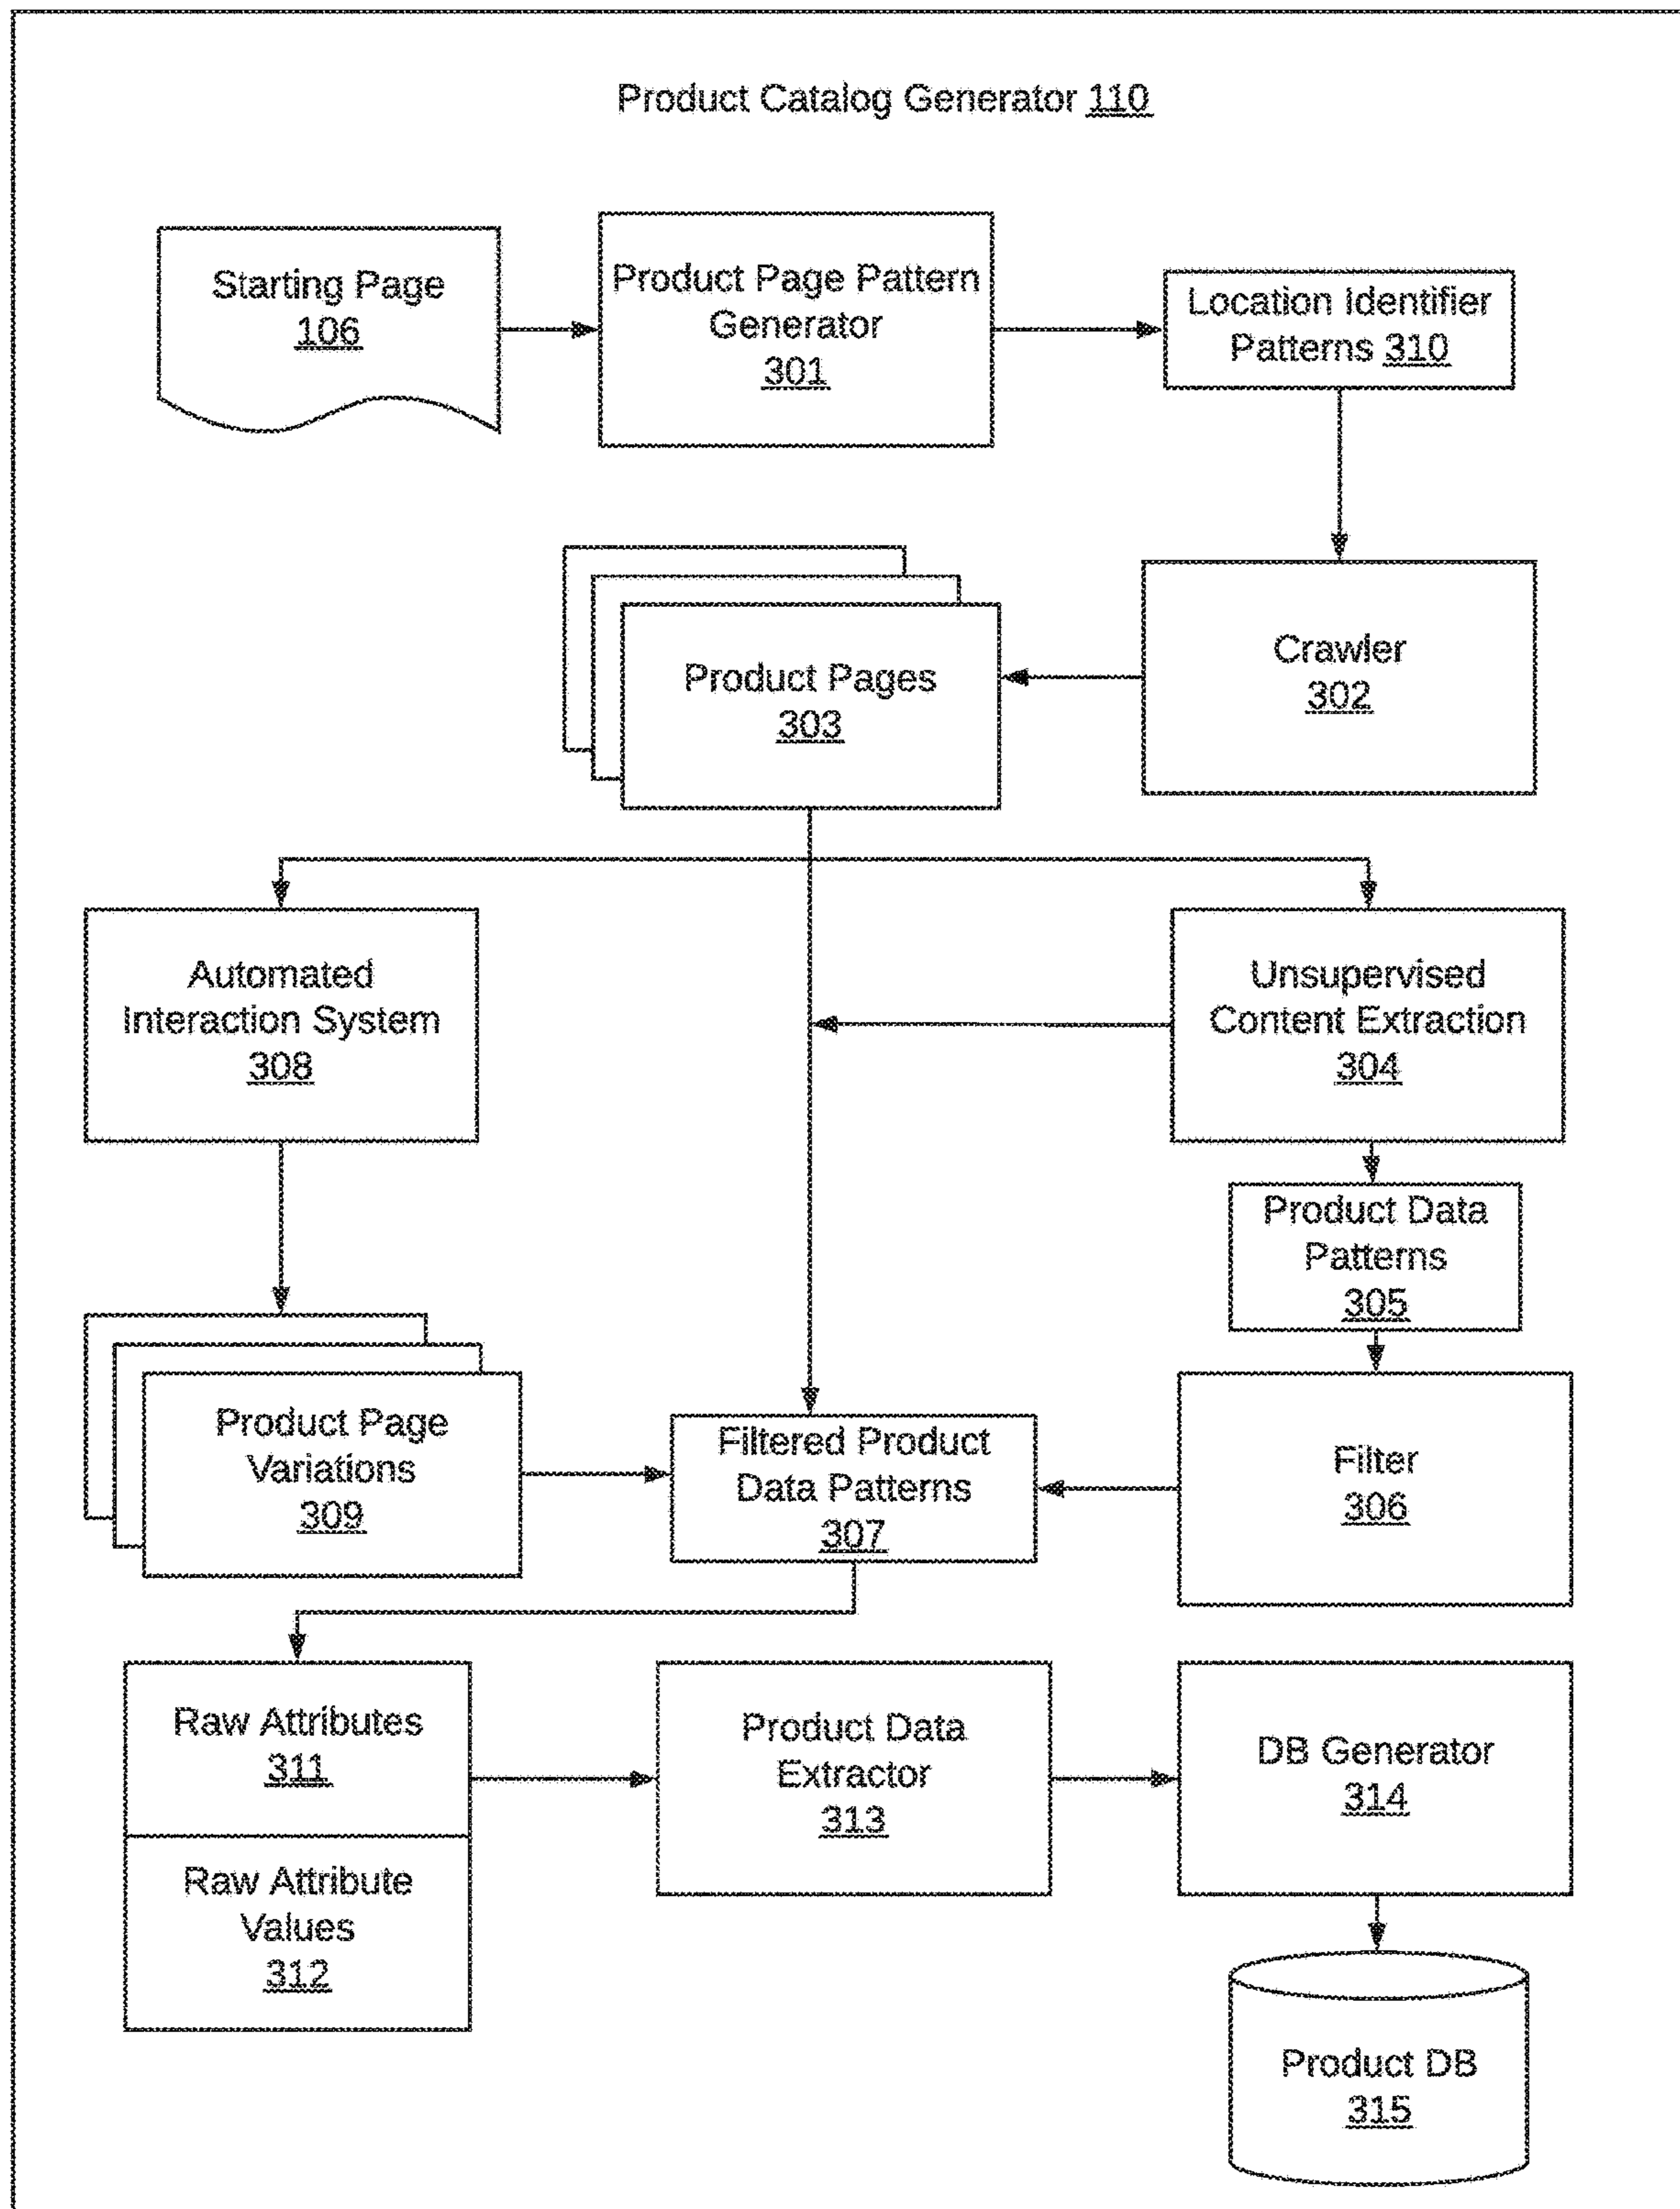 Product Catalog Generator 110
Starting Page
106
Product Page Pattern
Generator
301
Location Identifier
Patterns 310
Product Pages
303
Crawler
302
Automated
Interaction System
308
Unsupervised
Content Extraction
304
Product Data
Patterns
305
Product Page
Variations
309
Filtered Product
Data Patterns
307
Filter
306
Raw Attributes
311
Raw Attribute
Values
312
Product Data
Extractor
313
DB Generator
314
Product DB
315